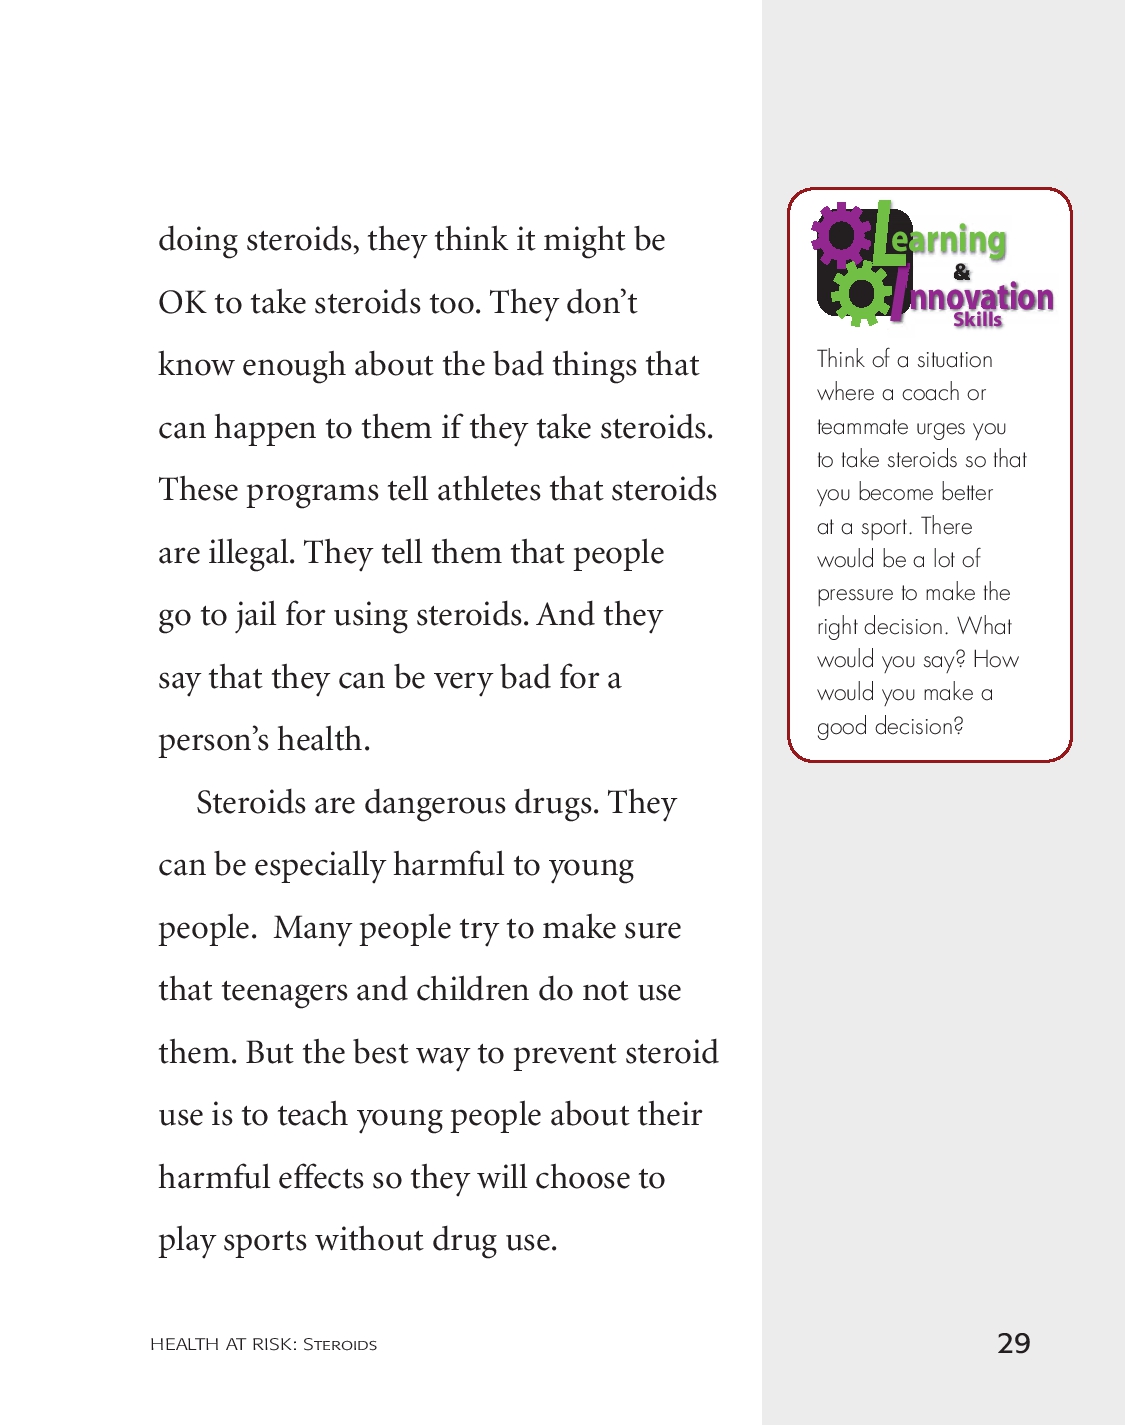 doing steroids, they think it might be
OK to take steroids too. They don’t
know enough about the bad things that
can happen to them if they take steroids.
These programs tell athletes that steroids
are illegal. They tell them that people
go to jail for using steroids. And they
say that they can be very bad for a
person’s health.
Steroids are dangerous drugs. They
can be especially harmful to young
people.  Many people try to make sure
that teenagers and children do not use
them. But the best way to prevent steroid
use is to teach young people about their
harmful effects so they will choose to
play sports without drug use.
Learning
&
Innovation
Skills
Think of a situation
where a coach or
teammate urges you
to take steroids so that
you become better
at a sport. There
would be a lot of
pressure to make the
right decision. What
would you say? How
would you make a
good decision?
HEALTH AT RISK: STEROIDS
29